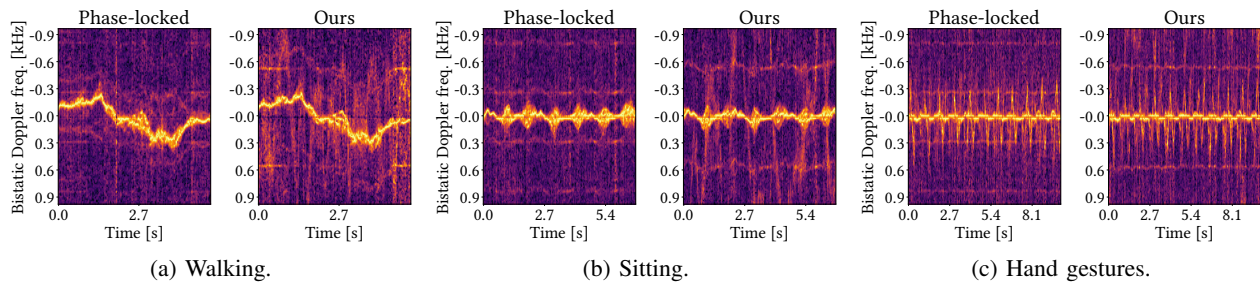 Phase-locked
Ours
Bistatic Doppler freq. [kHz]
-0.9
-0.6
-0.3
-0.0
0.3
0.6
0.9
0.0
2.7
0.0
2.7
Time [s]
Time [s]
(a) Walking.
Phase-locked
Ours
Bistatic Doppler freq. [kHz]
-0.9
-0.6
-0.3
-0.0
0.3
0.6
0.9
0.0
2.7
5.4
0.0
2.7
5.4
Time [s]
Time [s]
(b) Sitting.
Phase-locked
Ours
Bistatic Doppler freq. [kHz]
-0.9
-0.6
-0.3
-0.0
0.3
0.6
0.9
0.0
2.7
5.4
8.1
0.0
2.7
5.4
8.1
Time [s]
Time [s]
(c) Hand gestures.